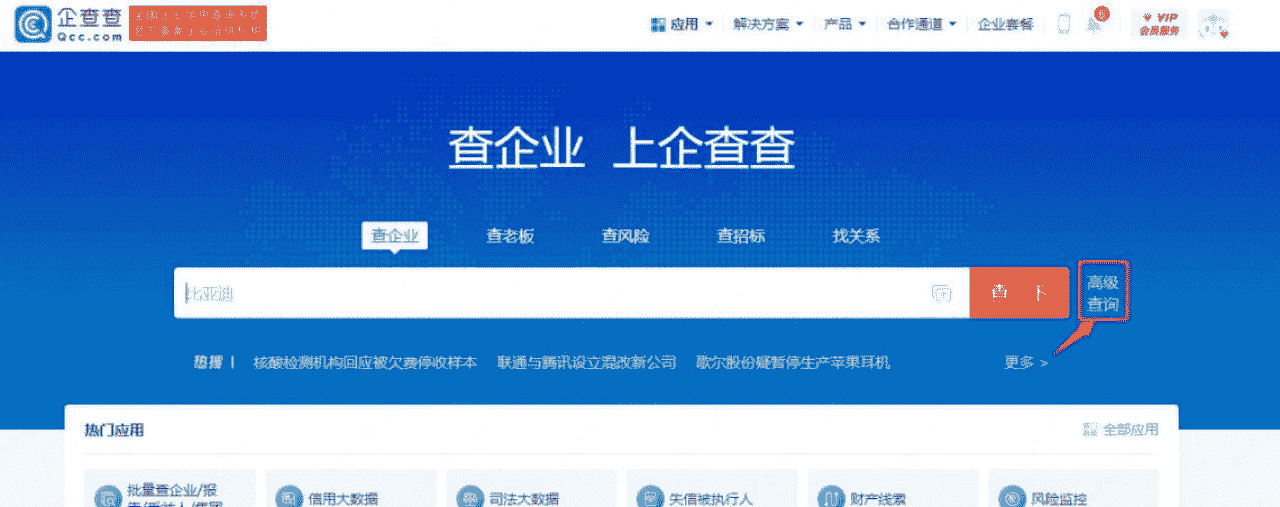 企查查
Qcc.com
应用 解决方案 产品 合作通道 企业套餐 VIP
会员服务
查企业 上企查查
查企业 查老板 查风险 查招标 找关系
比亚迪
查 一 下
高级
查询
热搜 核酸检测机构回应被欠费停收样本 联通与腾讯设立混改新公司 歌尔股份疑暂停生产苹果耳机 更多 >
热门应用 全部应用
批量查企业/报
信用大数据 司法大数据 失信被执行人 财产线索 风险监控